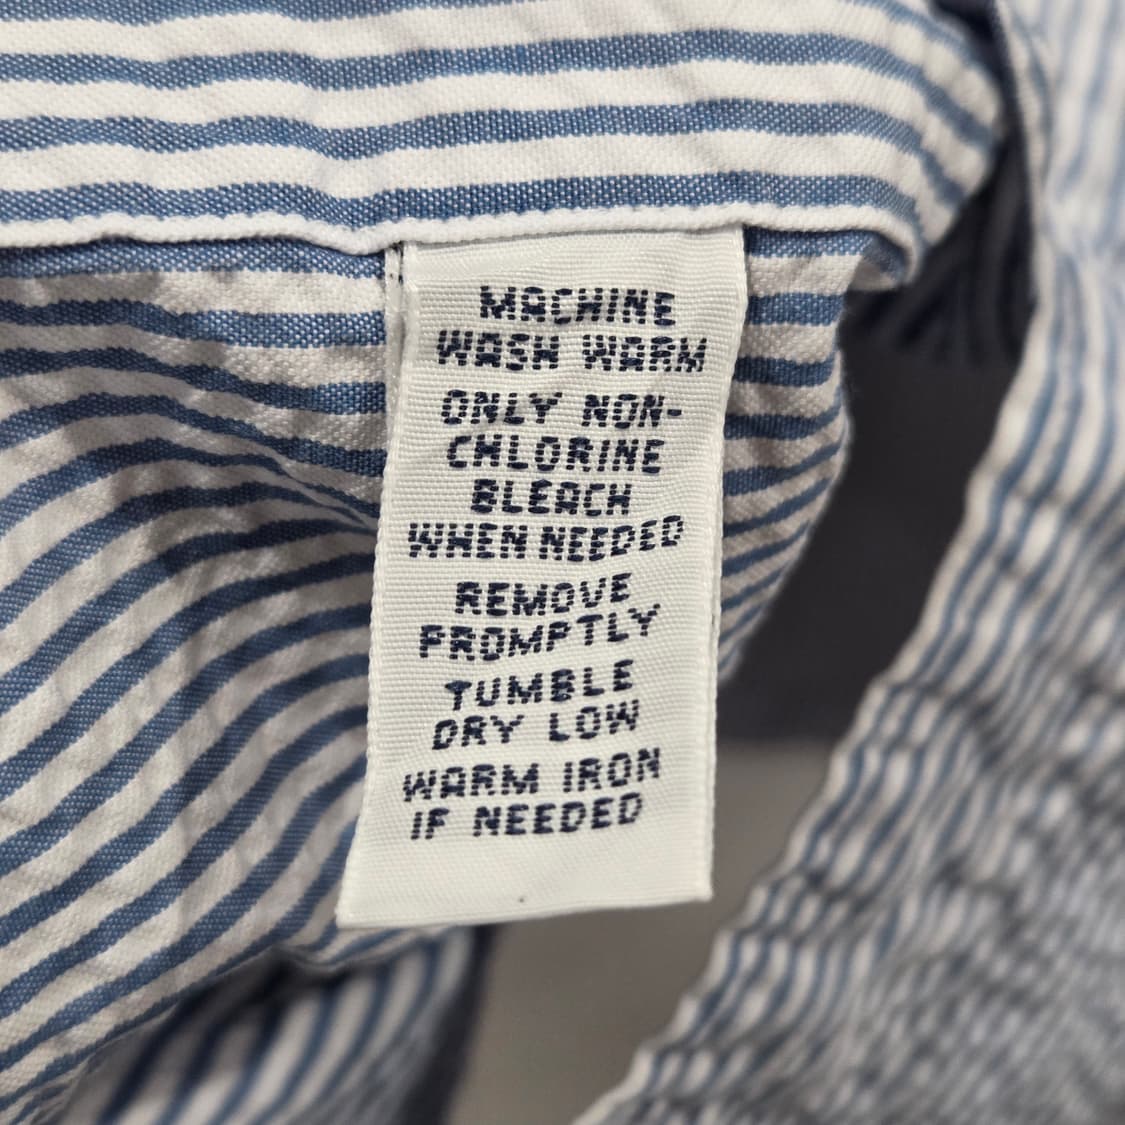 MACHINE
WASH WARM
ONLY NON-
CHLORINE
BLEACH
WHEN NEEDED
REMOVE
PROMPTLY
TUMBLE
DRY LOW
WARM IRON
IF NEEDED